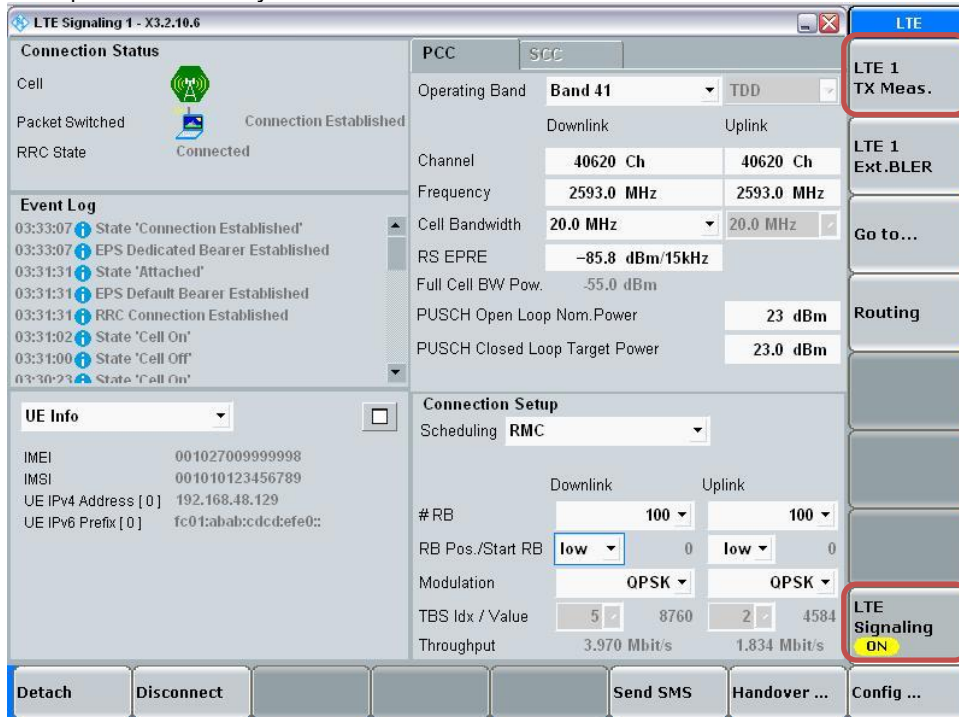 LTE Signaling 1 - X3.2.10.6
LTE
Connection Status
Cell
Packet Switched Connection Established
RRC State Connected
Event Log
03:33:07 State 'Connection Established'
03:33:07 EPS Dedicated Bearer Established
03:31:31 State 'Attached'
03:31:31 EPS Default Bearer Established
03:31:31 RRC Connection Established
03:31:02 State 'Cell On'
03:31:00 State 'Cell Off'
03:30:23 State 'Cell On'
UE Info
IMEI 001027009999998
IMSI 001010123456789
UE IPv4 Address [ 0 ] 192.168.48.129
UE IPv6 Prefix [ 0 ] fc01:abab:cdcd:efe0::
PCC SCC
Operating Band Band 41 TDD
Downlink Uplink
Channel 40620 Ch 40620 Ch
Frequency 2593.0 MHz 2593.0 MHz
Cell Bandwidth 20.0 MHz 20.0 MHz
RS EPRE −85.8 dBm/15kHz
Full Cell BW Pow. -55.0 dBm
PUSCH Open Loop Nom.Power 23 dBm
PUSCH Closed Loop Target Power 23.0 dBm
Connection Setup
Scheduling RMC
Downlink Uplink
# RB 100 100
RB Pos./Start RB low 0 low 0
Modulation QPSK QPSK
TBS Idx / Value 5 8760 2 4584
Throughput 3.970 Mbit/s 1.834 Mbit/s
LTE 1
TX Meas.
LTE 1
Ext.BLER
Go to...
Routing
LTE
Signaling
ON
Detach Disconnect Send SMS Handover ... Config ...